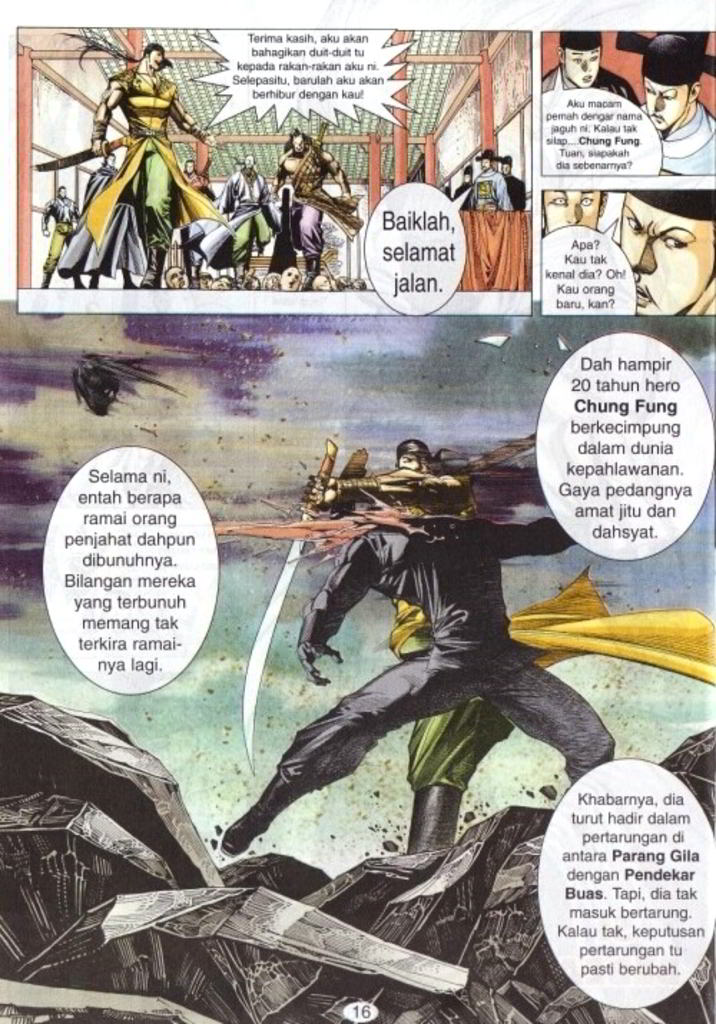 Terima kasih, aku akan
bahagikan duit-duit tu
kepada rakan-rakan aku ni.
Selepasitu, barulah aku akan
berhibur dengan kau!
Baiklah,
selamat
jalan.
Aku macam
pernah dengar nama
jaguh ni. Kalau tak
silap....Chung Fung.
Tuan, siapakah
dia sebenarnya?
Apa?
Kau tak
kenal dia? Oh!
Kau orang
baru, kan?
Dah hampir
20 tahun hero
Chung Fung
berkecimpung
dalam dunia
kepahlawanan.
Gaya pedangnya
amat jitu dan
dahsyat.
Selama ni,
entah berapa
ramai orang
penjahat dahpun
dibunuhnya.
Bilangan mereka
yang terbunuh
memang tak
terkira ramai-
nya lagi.
Khabarnya, dia
turut hadir dalam
pertarungan di
antara Parang Gila
dengan Pendekar
Buas. Tapi, dia tak
masuk bertarung.
Kalau tak, keputusan
pertarungan tu
pasti berubah.
16